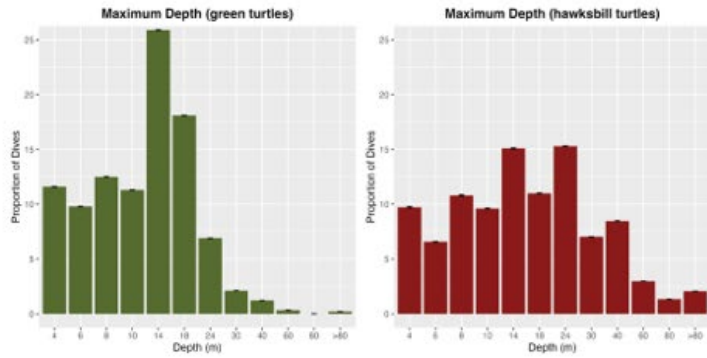 Maximum Depth (green turtles)
25
20
15
10
5
0
Proportion of Dives
4 6 8 10 14 18 24 30 40 60 80 >80
Depth (m)
Maximum Depth (hawksbill turtles)
25
20
15
10
5
0
Proportion of Dives
4 6 8 10 14 18 24 30 40 60 80 >80
Depth (m)